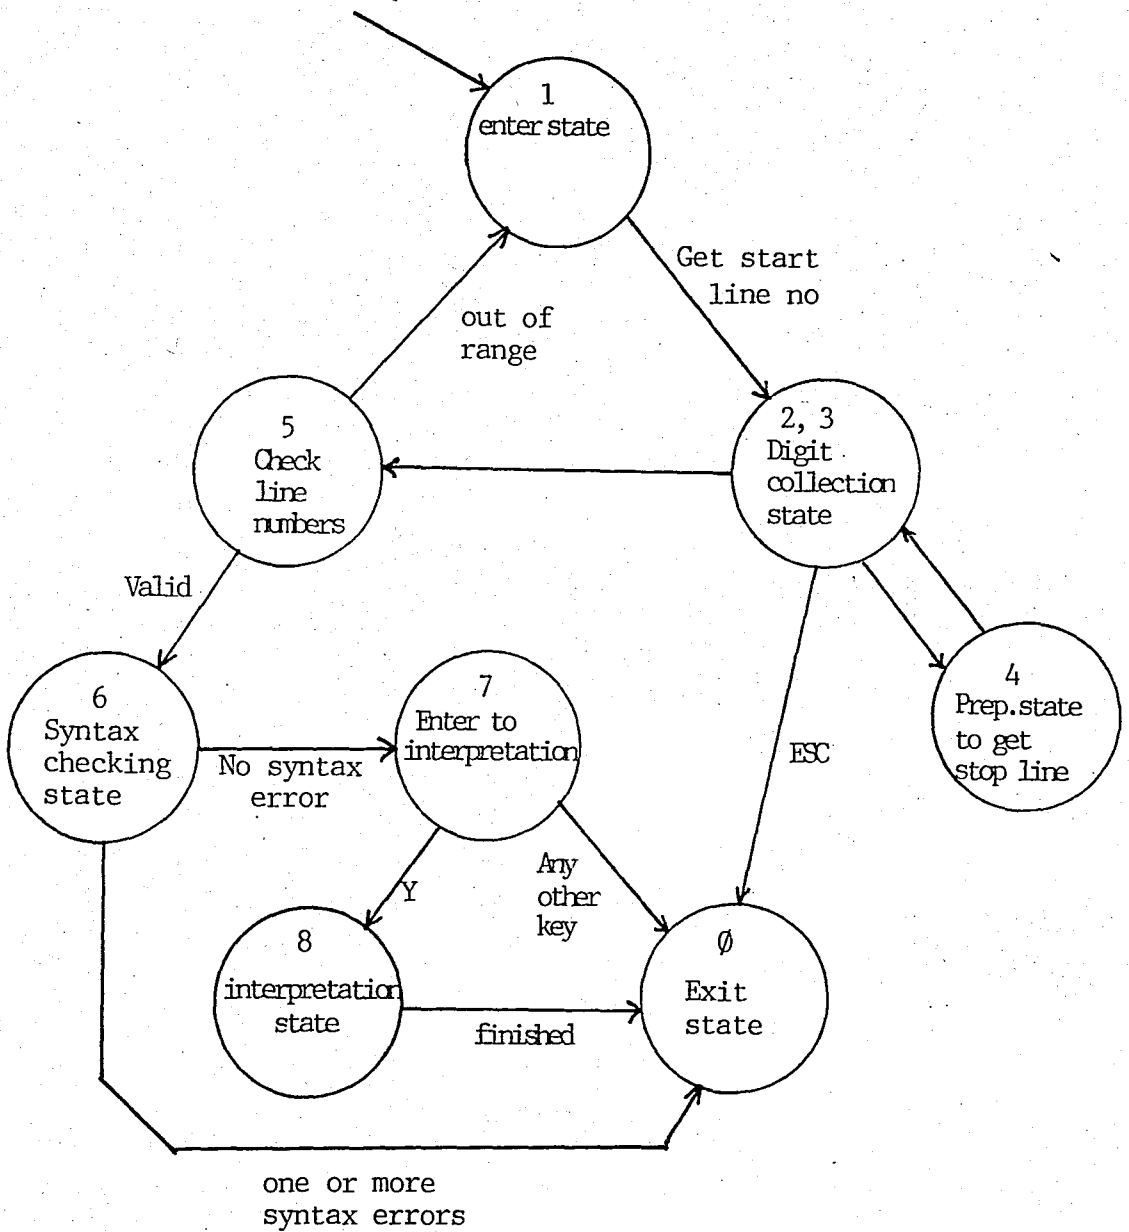 1
enter state
Get start
line no
out of
range
5
Check
line
numbers
2, 3
Digit
collection
state
Valid
6
Syntax
checking
state
No syntax
error
7
Enter to
interpretation
4
Prep.state
to get
stop line
ESC
Y
Any
other
key
8
interpretation
state
finished
Ø
Exit
state
one or more
syntax errors